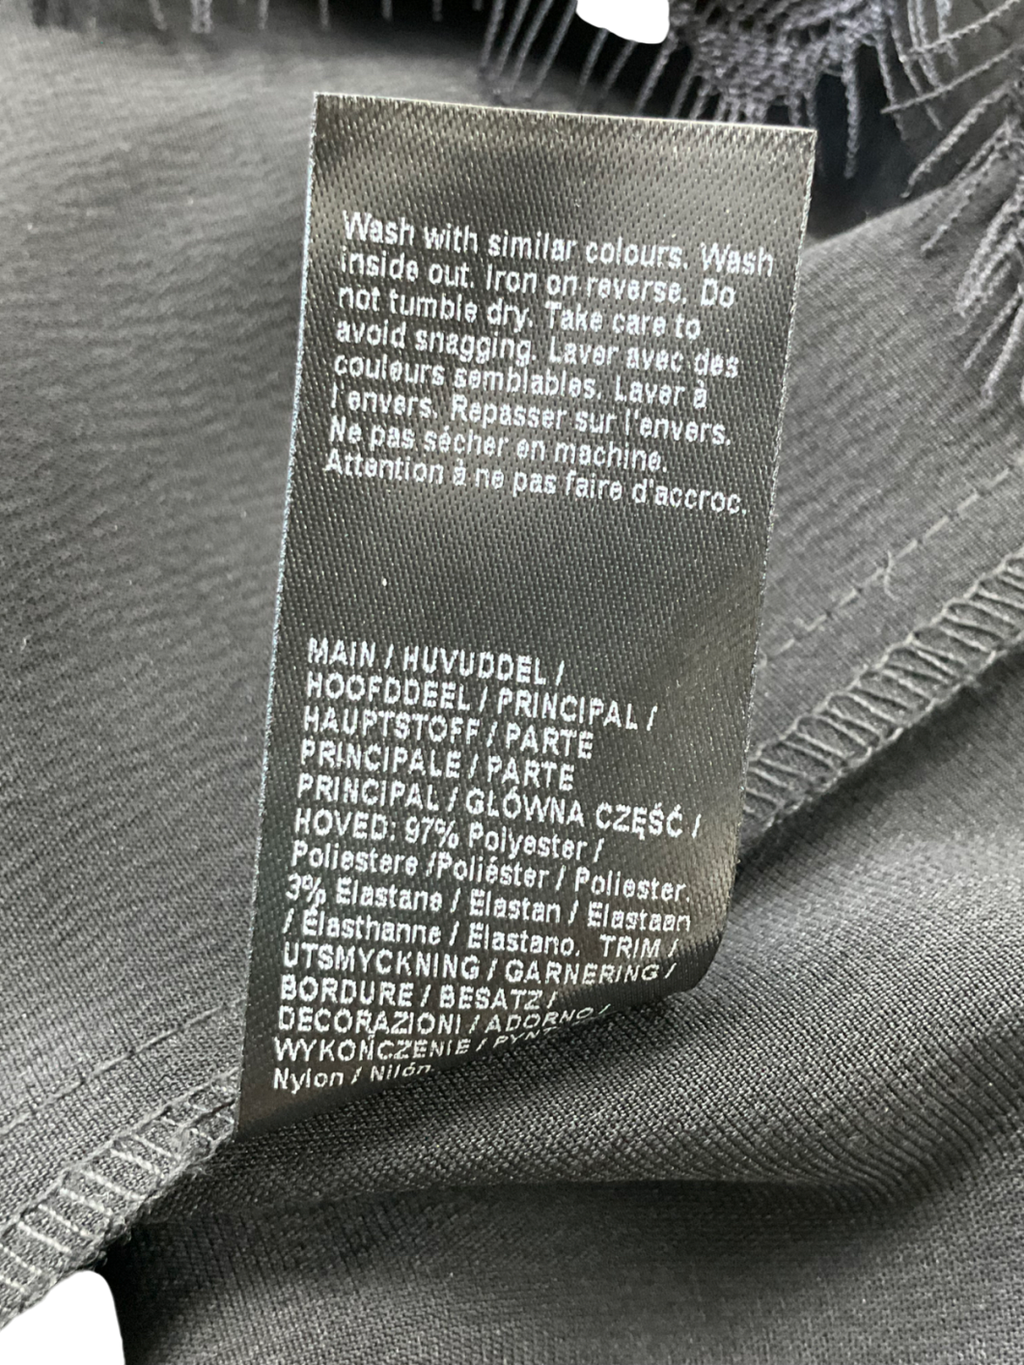 Wash with similar colours. Wash
inside out. Iron on reverse. Do
not tumble dry. Take care to
avoid snagging. Laver avec des
couleurs semblables. Laver à
l'envers. Repasser sur l'envers.
Ne pas sécher en machine.
Attention à ne pas faire d'accroc.
MAIN / HUVUDDEL /
HOOFDDEEL / PRINCIPAL /
HAUPTSTOFF / PARTE
PRINCIPALE / PARTE
PRINCIPAL / GLÓWNA CZĘŚĆ /
HOVED: 97% Polyester /
Poliestere /Poliéster / Poliester.
3% Elastane / Elastan / Elastaan
/ Élasthanne / Elastano. TRIM /
UTSMYCKNING / GARNERING /
BORDURE / BESATZ /
DECORAZIONI / ADORNO /
WYKOŃCZENIE /
Nylon / Nilón